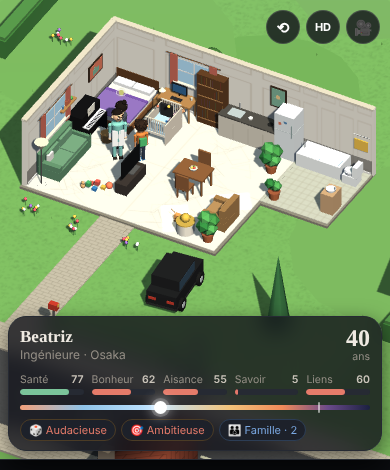 HD
Beatriz
Ingénieure · Osaka
40
ans
Santé 77 Bonheur 62 Aisance 55 Savoir 5 Liens 60
Audacieuse Ambitieuse Famille · 2